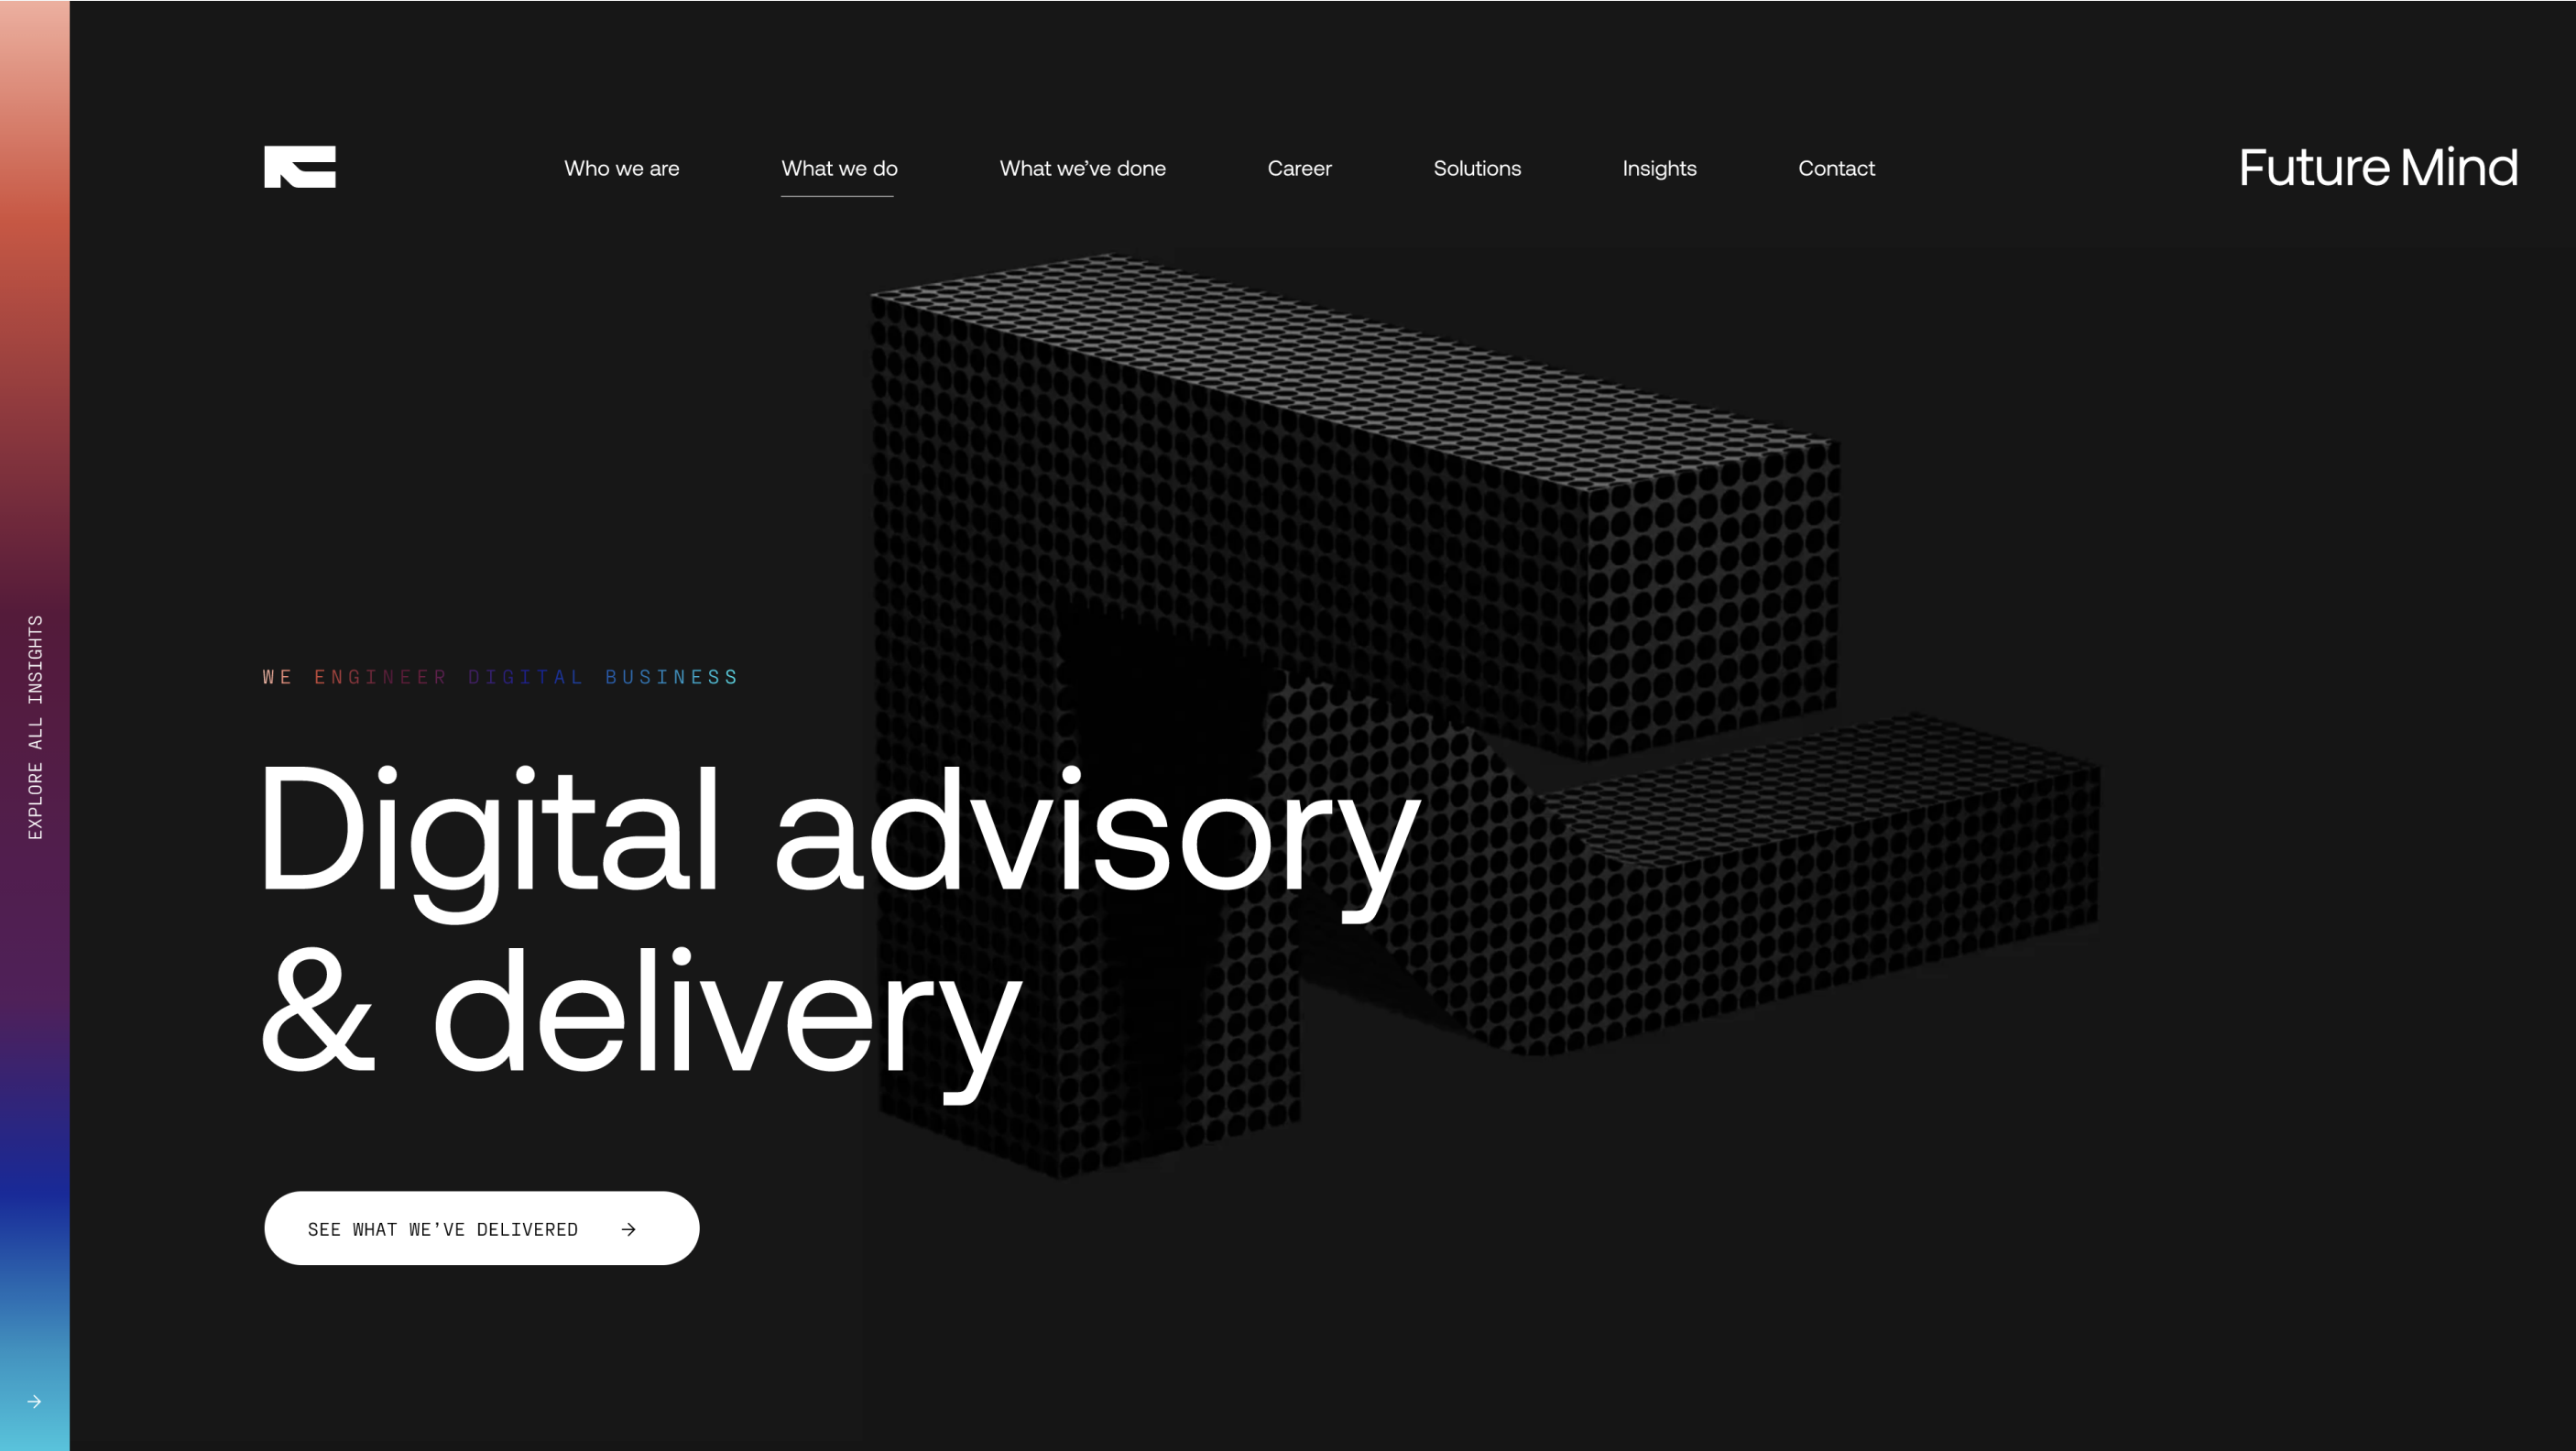 Who we are
What we do
What we’ve done
Career
Solutions
Insights
Contact
Future Mind
EXPLORE ALL INSIGHTS
WE ENGINEER DIGITAL BUSINESS
Digital advisory
& delivery
SEE WHAT WE’VE DELIVERED →